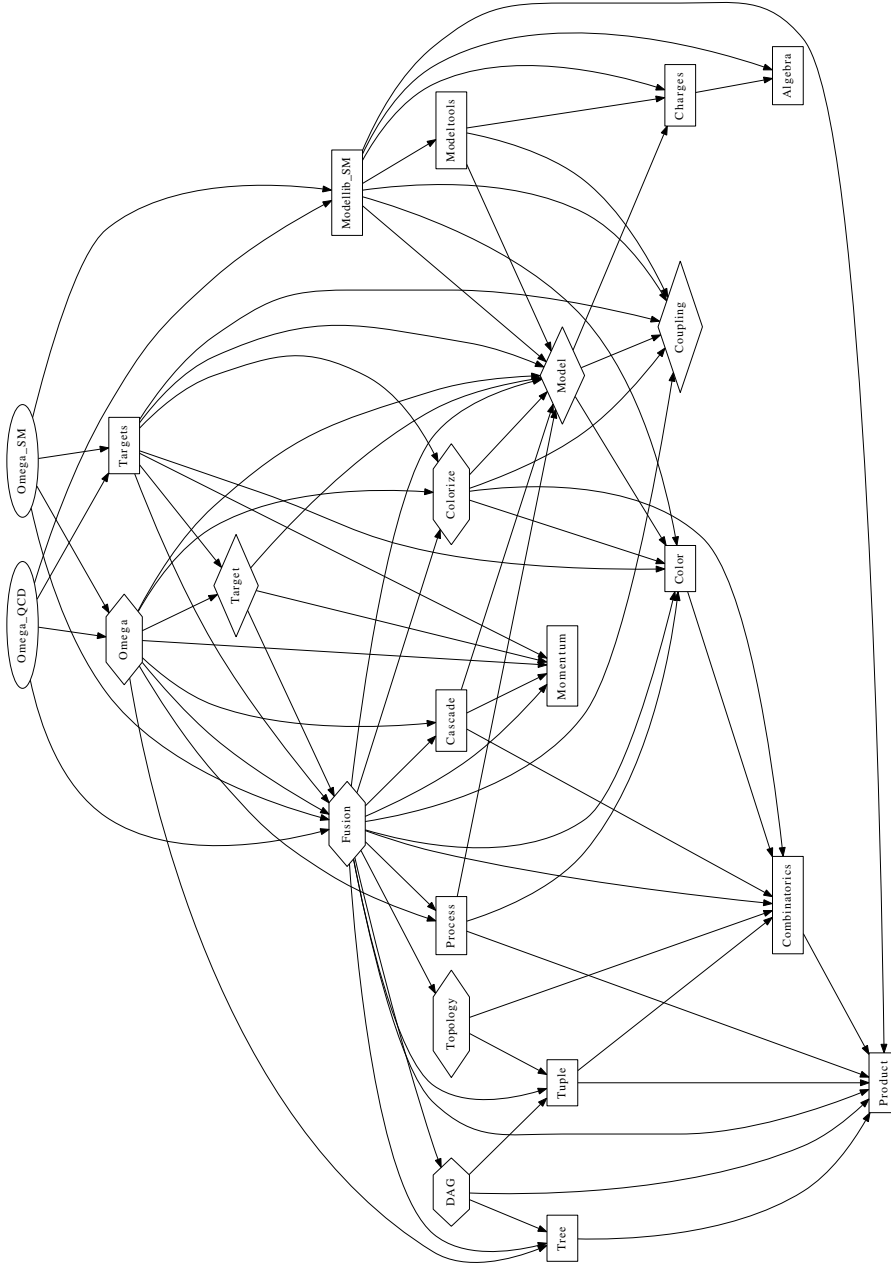 Omega_SM
Omega_QCD
Modellib_SM
Targets
Omega
Target
Modeltools
Colorize
Cascade
Fusion
Process
Topology
DAG
Charges
Model
Momentum
Tuple
Tree
Algebra
Coupling
Color
Combinatorics
Product